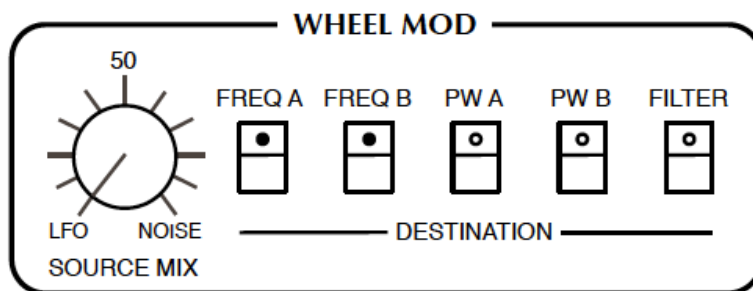 WHEEL MOD
50
FREQ A FREQ B PW A PW B FILTER
LFO NOISE
DESTINATION
SOURCE MIX